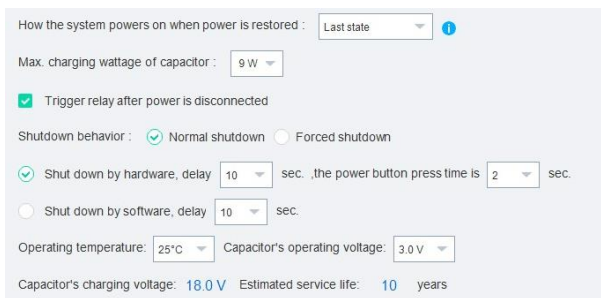 How the system powers on when power is restored : Last state i
Max. charging wattage of capacitor : 9 W
Trigger relay after power is disconnected
Shutdown behavior : Normal shutdown Forced shutdown
Shut down by hardware, delay 10 sec. ,the power button press time is 2 sec.
Shut down by software, delay 10 sec.
Operating temperature: 25°C Capacitor's operating voltage: 3.0 V
Capacitor's charging voltage: 18.0 V Estimated service life: 10 years